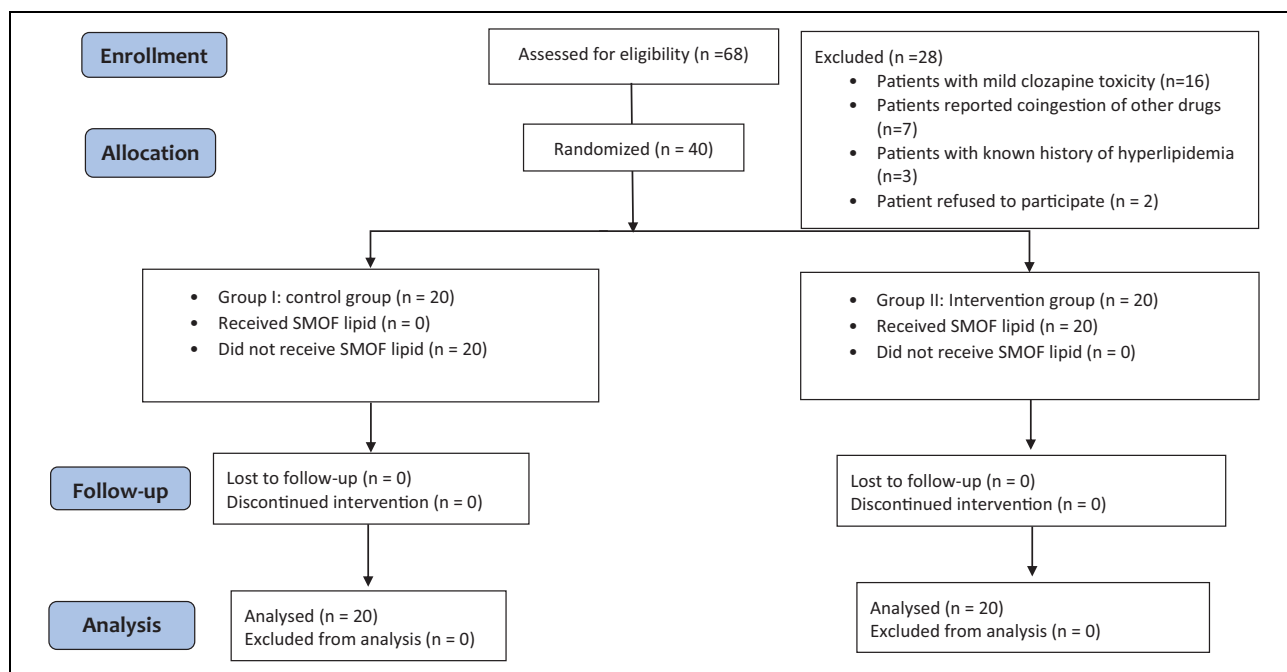 Enrollment
Assessed for eligibility (n =68)
Excluded (n =28)
• Patients with mild clozapine toxicity (n=16)
• Patients reported coingestion of other drugs
(n=7)
• Patients with known history of hyperlipidemia
(n=3)
• Patient refused to participate (n = 2)
Allocation
Randomized (n = 40)
• Group I: control group (n = 20)
• Received SMOF lipid (n = 0)
• Did not receive SMOF lipid (n = 20)
• Group II: Intervention group (n = 20)
• Received SMOF lipid (n = 20)
• Did not receive SMOF lipid (n = 0)
Follow-up
Lost to follow-up (n = 0)
Discontinued intervention (n = 0)
Lost to follow-up (n = 0)
Discontinued intervention (n = 0)
Analysis
Analysed (n = 20)
Excluded from analysis (n = 0)
Analysed (n = 20)
Excluded from analysis (n = 0)